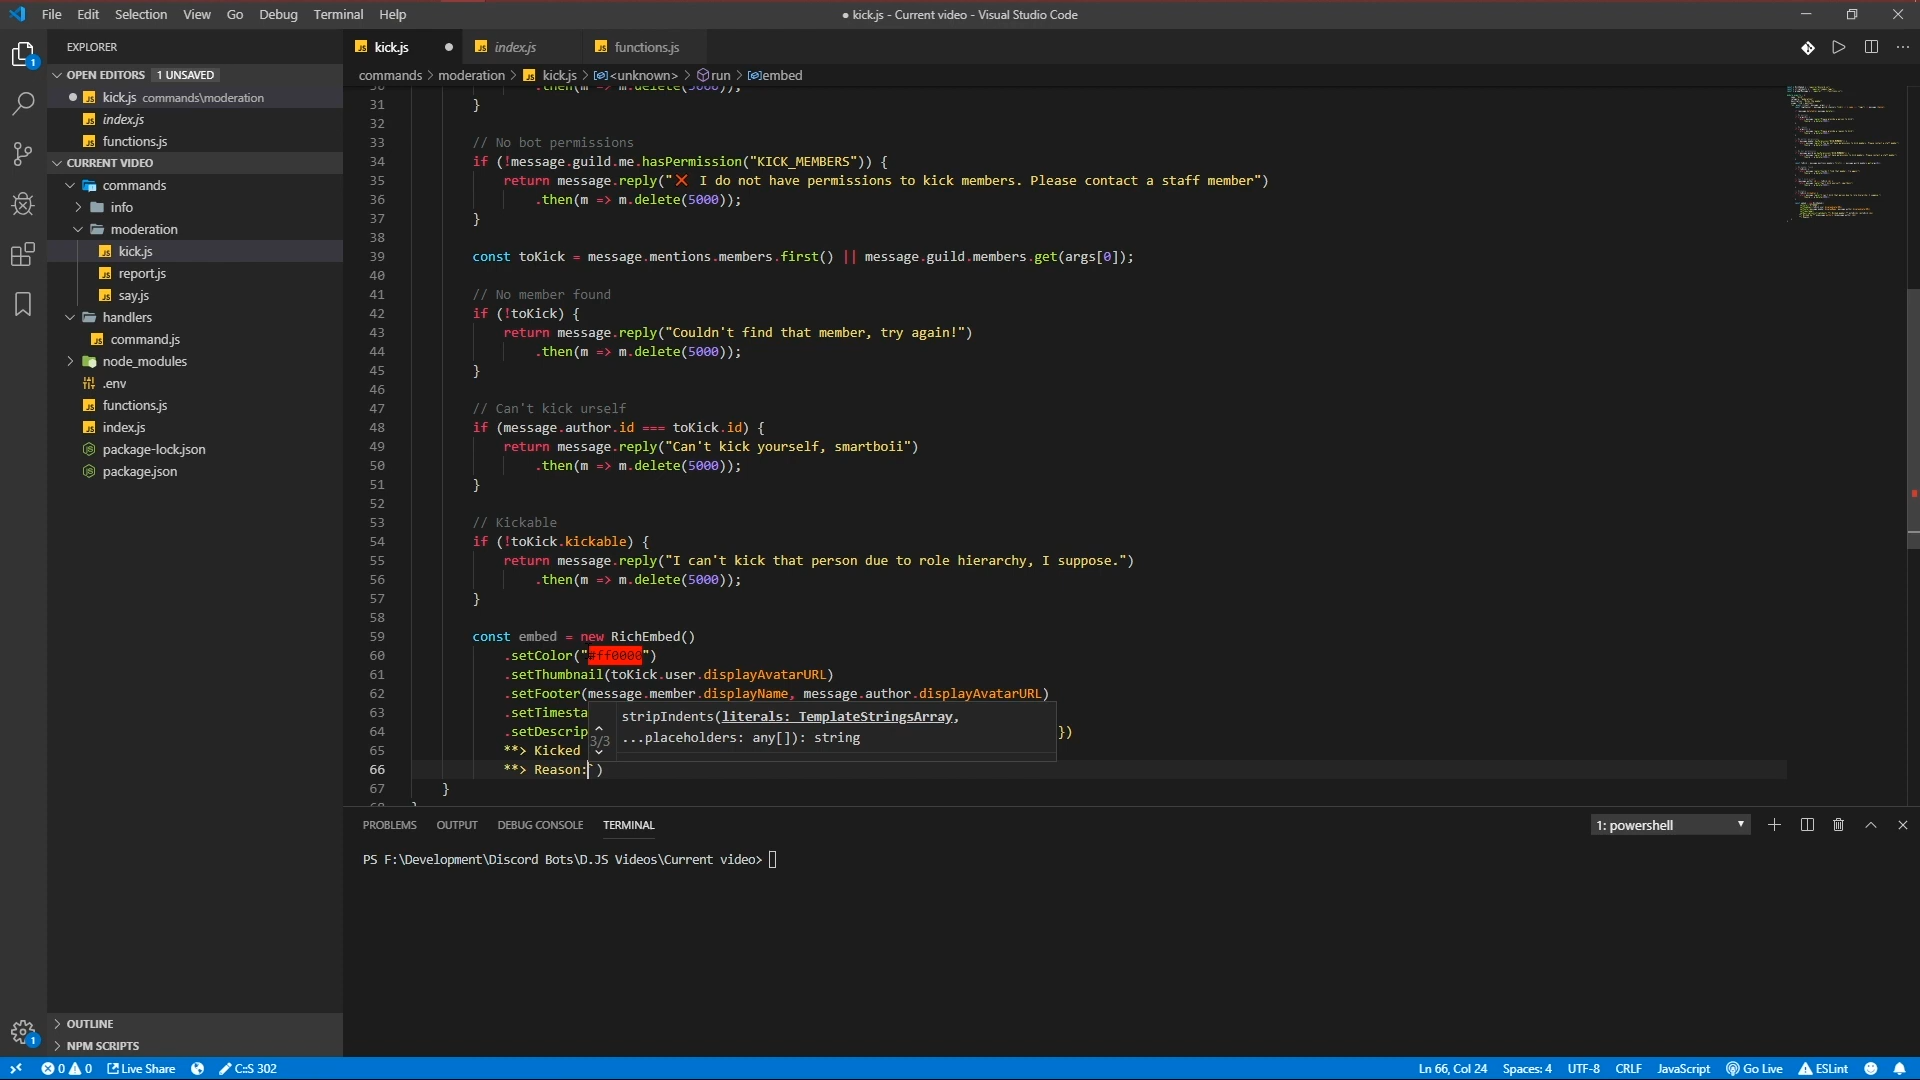 File Edit Selection View Go Debug Terminal Help
● kick.js - Current video - Visual Studio Code
EXPLORER
OPEN EDITORS 1 UNSAVED
kick.js commands\moderation
index.js
functions.js
CURRENT VIDEO
commands
info
moderation
kick.js
report.js
say.js
handlers
command.js
node_modules
.env
functions.js
index.js
package-lock.json
package.json
OUTLINE
NPM SCRIPTS
1
1
kick.js index.js functions.js
commands > moderation > kick.js > <unknown> > run > embed
30 .then(m => m.delete(5000));
31 }
32
33 // No bot permissions
34 if (!message.guild.me.hasPermission("KICK_MEMBERS")) {
35 return message.reply("❌ I do not have permissions to kick members. Please contact a staff member")
36 .then(m => m.delete(5000));
37 }
38
39 const toKick = message.mentions.members.first() || message.guild.members.get(args[0]);
40
41 // No member found
42 if (!toKick) {
43 return message.reply("Couldn't find that member, try again!")
44 .then(m => m.delete(5000));
45 }
46
47 // Can't kick urself
48 if (message.author.id === toKick.id) {
49 return message.reply("Can't kick yourself, smartboii")
50 .then(m => m.delete(5000));
51 }
52
53 // Kickable
54 if (!toKick.kickable) {
55 return message.reply("I can't kick that person due to role hierarchy, I suppose.")
56 .then(m => m.delete(5000));
57 }
58
59 const embed = new RichEmbed()
60 .setColor("#ff0000")
61 .setThumbnail(toKick.user.displayAvatarURL)
62 .setFooter(message.member.displayName, message.author.displayAvatarURL)
63 .setTimesta
64 .setDescrip })
65 **> Kicked
66 **> Reason:`)
67 }
3/3
stripIndents(literals: TemplateStringsArray,
...placeholders: any[]): string
PROBLEMS OUTPUT DEBUG CONSOLE TERMINAL
1: powershell
PS F:\Development\Discord Bots\D.JS Videos\Current video>
0 0 Live Share C:S 302
Ln 66, Col 24 Spaces: 4 UTF-8 CRLF JavaScript Go Live ESLint